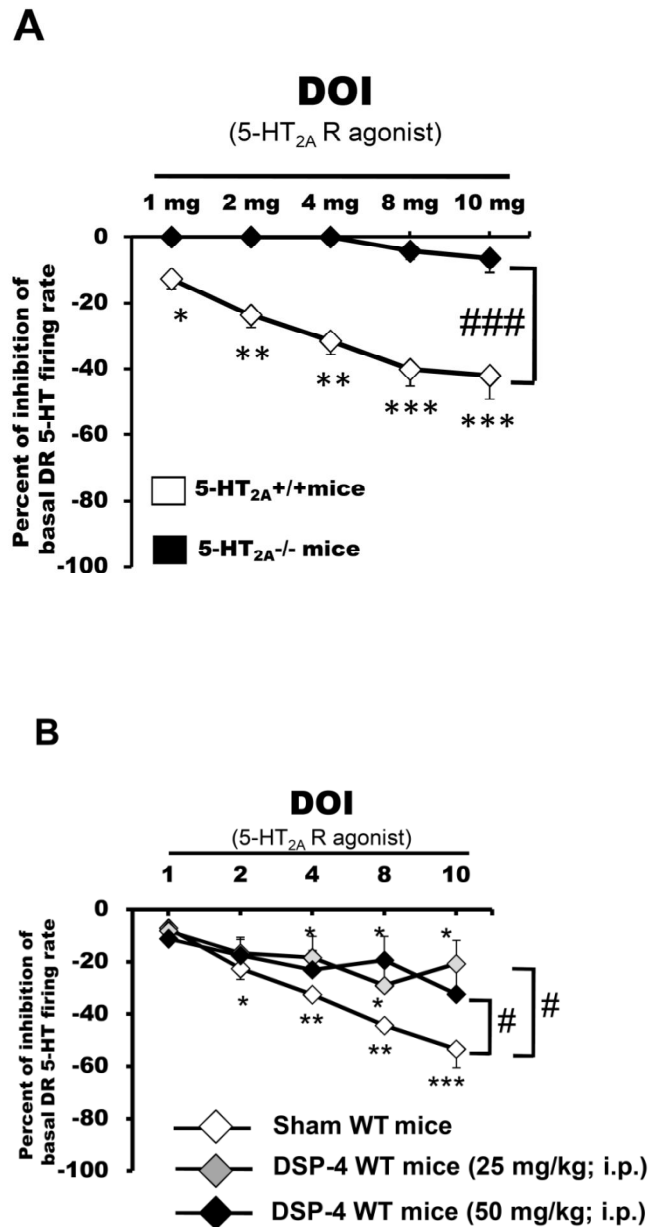 A
DOI
(5-HT2A R agonist)
1 mg 2 mg 4 mg 8 mg 10 mg
0
-20
-40
-60
-80
-100
Percent of inhibition of
basal DR 5-HT firing rate
*
**
**
***
***
###
5-HT2A+/+mice
5-HT2A-/- mice
B
DOI
(5-HT2A R agonist)
1 2 4 8 10
0
-20
-40
-60
-80
-100
Percent of inhibition of
basal DR 5-HT firing rate
* * *
* ** * ** ***
# #
Sham WT mice
DSP-4 WT mice (25 mg/kg; i.p.)
DSP-4 WT mice (50 mg/kg; i.p.)